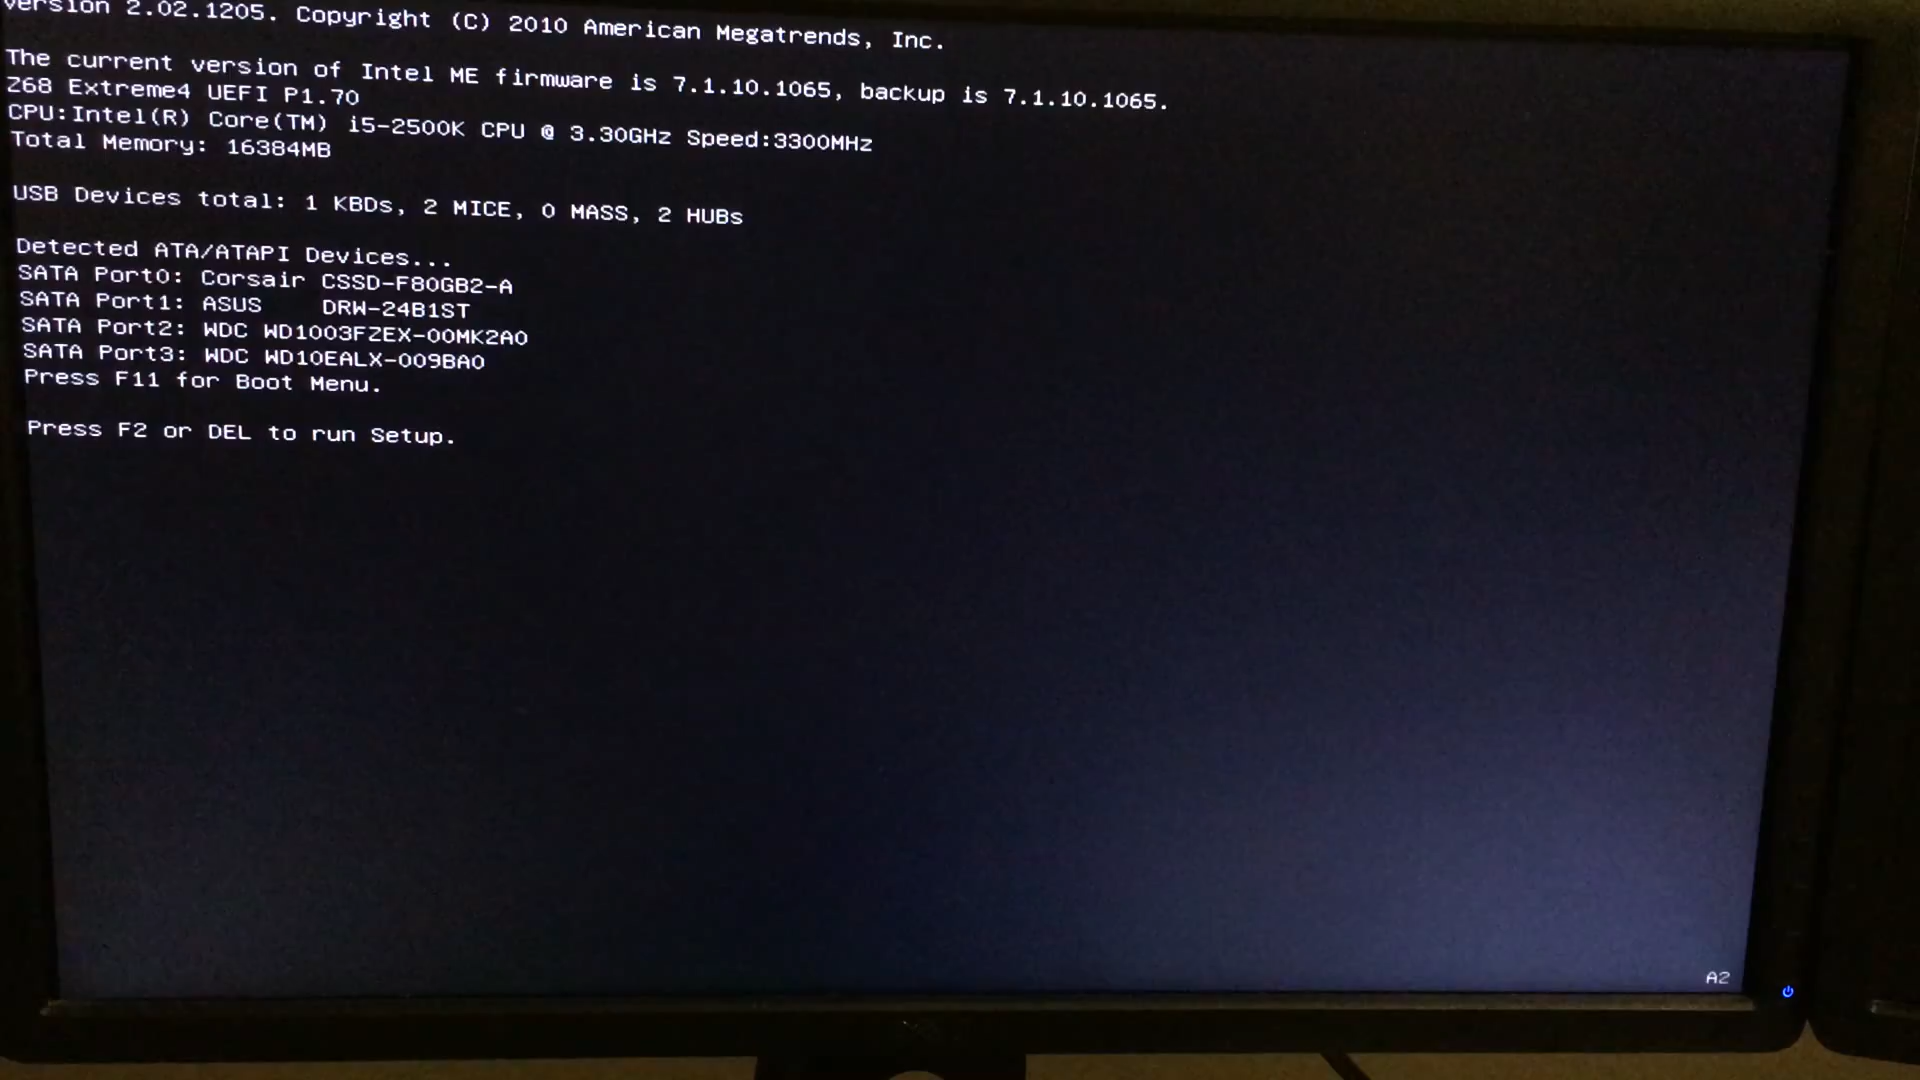 Version 2.02.1205. Copyright (C) 2010 American Megatrends, Inc.
The current version of Intel ME firmware is 7.1.10.1065, backup is 7.1.10.1065.
Z68 Extreme4 UEFI P1.70
CPU:Intel(R) Core(TM) i5-2500K CPU @ 3.30GHz Speed:3300MHz
Total Memory: 16384MB
USB Devices total: 1 KBDs, 2 MICE, 0 MASS, 2 HUBs
Detected ATA/ATAPI Devices...
SATA Port0: Corsair CSSD-F80GB2-A
SATA Port1: ASUS    DRW-24B1ST
SATA Port2: WDC WD1003FZEX-00MK2A0
SATA Port3: WDC WD10EALX-009BA0
Press F11 for Boot Menu.
Press F2 or DEL to run Setup.
A2